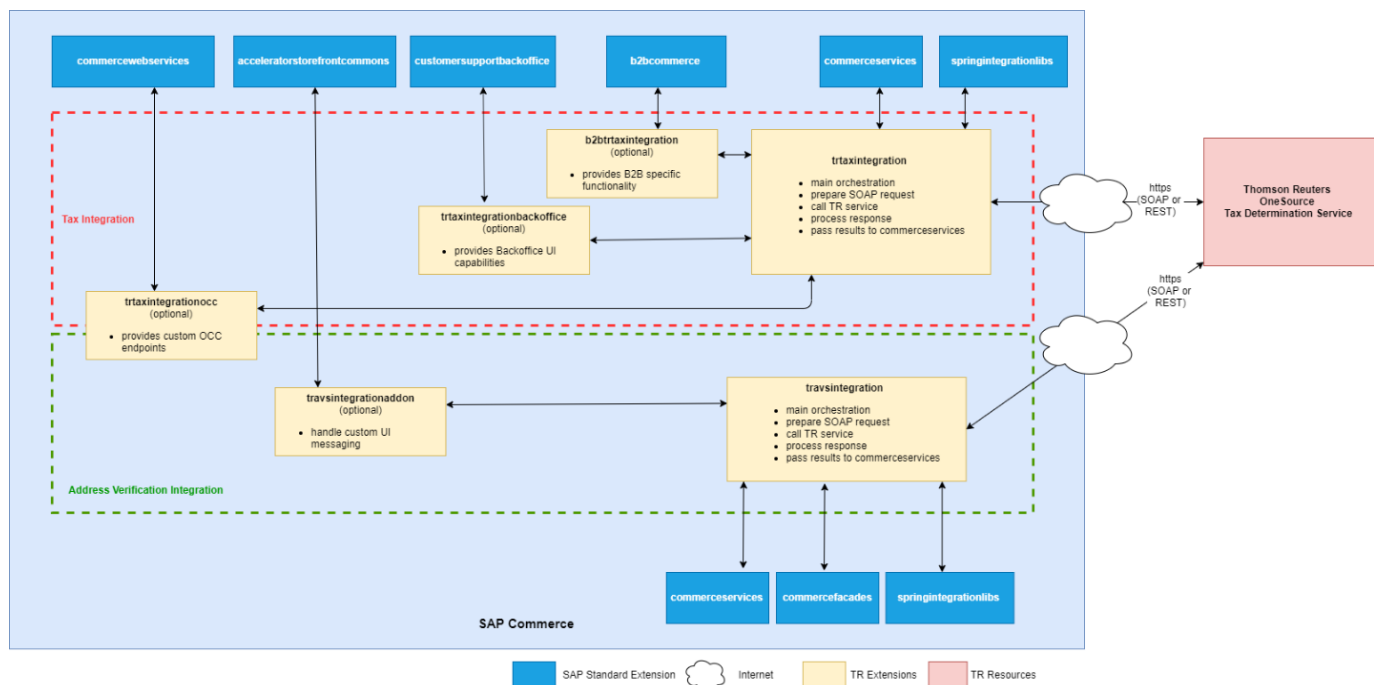 commercewebservices
acceleratorstorefrontcommons
customersupportbackoffice
b2bcommerce
commerceservices
springintegrationlibs
b2btrtaxintegration
(optional)
• provides B2B specific
functionality
trtaxintegration
• main orchestration
• prepare SOAP request
• call TR service
• process response
• pass results to commerceservices
https
(SOAP or
REST)
Thomson Reuters
OneSource
Tax Determination Service
Tax Integration
trtaxintegrationbackoffice
(optional)
• provides Backoffice UI
capabilities
https
(SOAP or
REST)
trtaxintegrationocc
(optional)
• provides custom OCC
endpoints
travsintegrationaddon
(optional)
• handle custom UI
messaging
travsintegration
• main orchestration
• prepare SOAP request
• call TR service
• process response
• pass results to commerceservices
Address Verification Integration
commerceservices
commercefacades
springintegrationlibs
SAP Commerce
SAP Standard Extension
Internet
TR Extensions
TR Resources